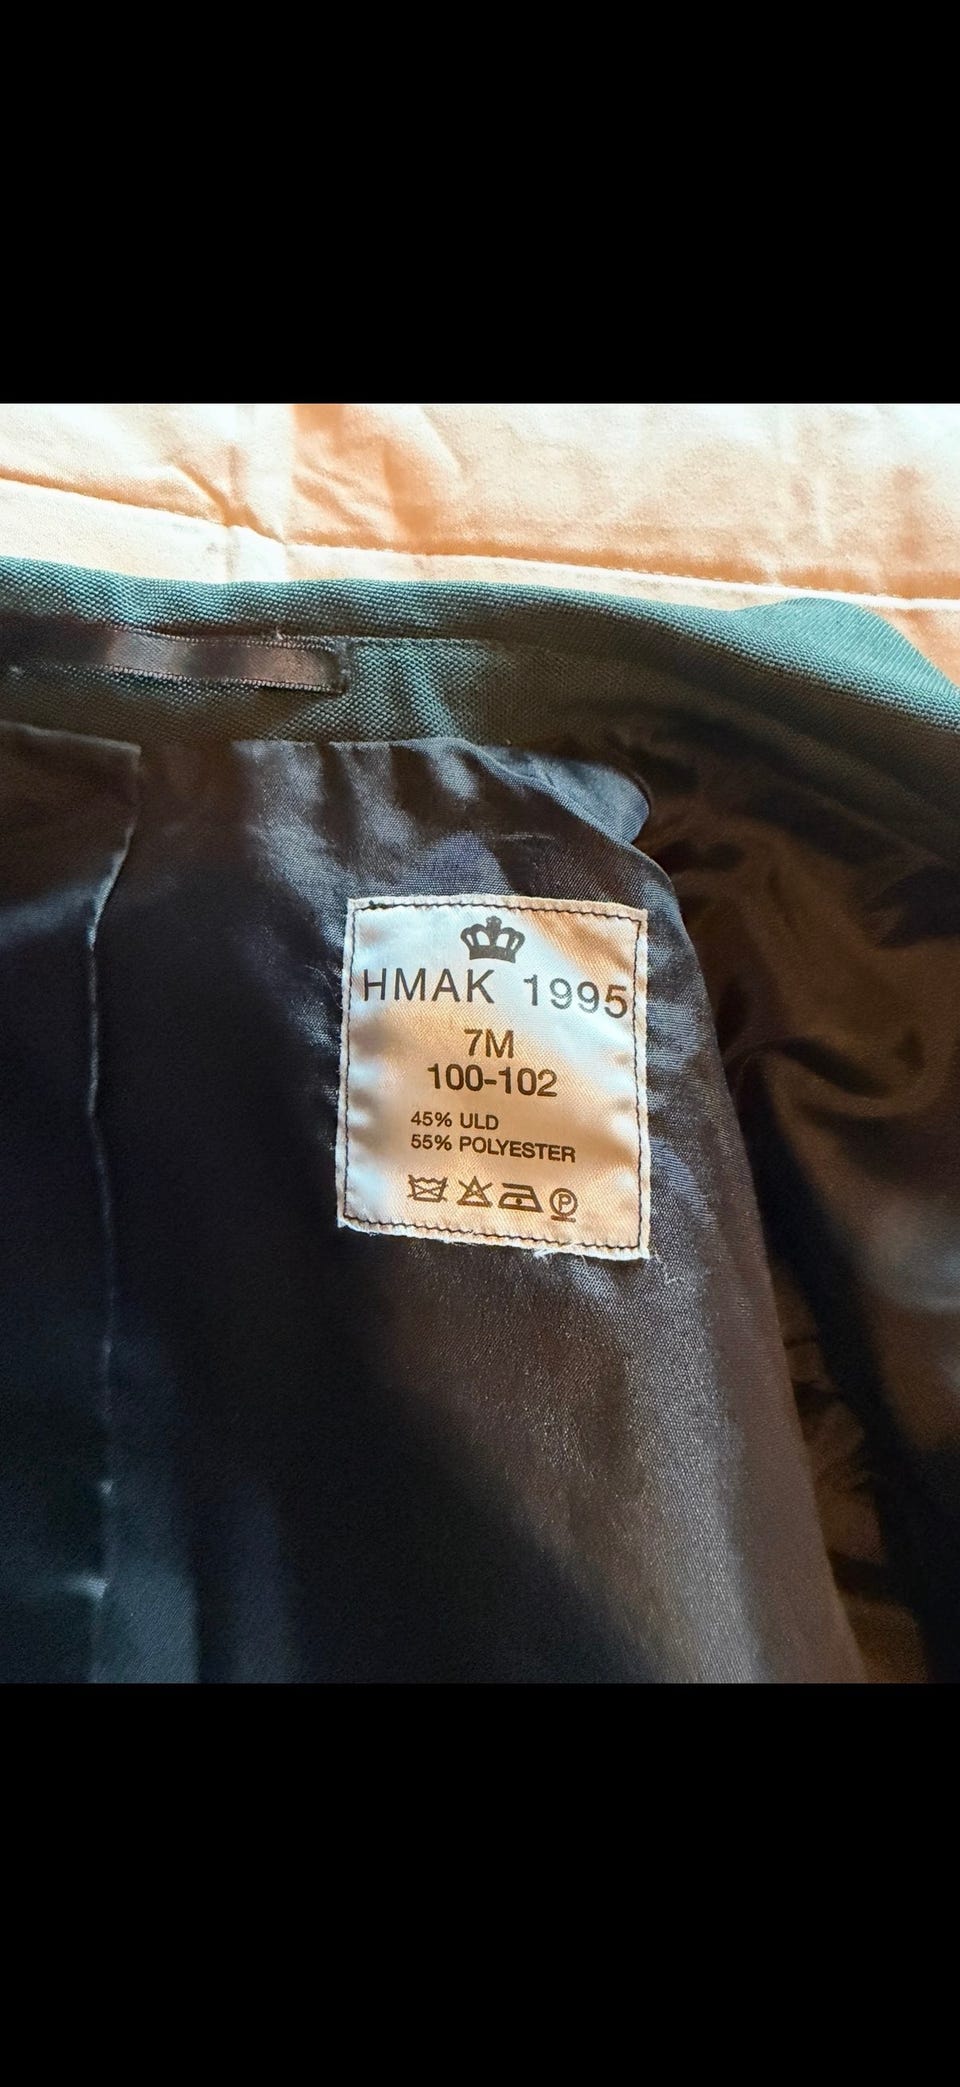 HMAK 1995
7M
100-102
45% ULD
55% POLYESTER
P